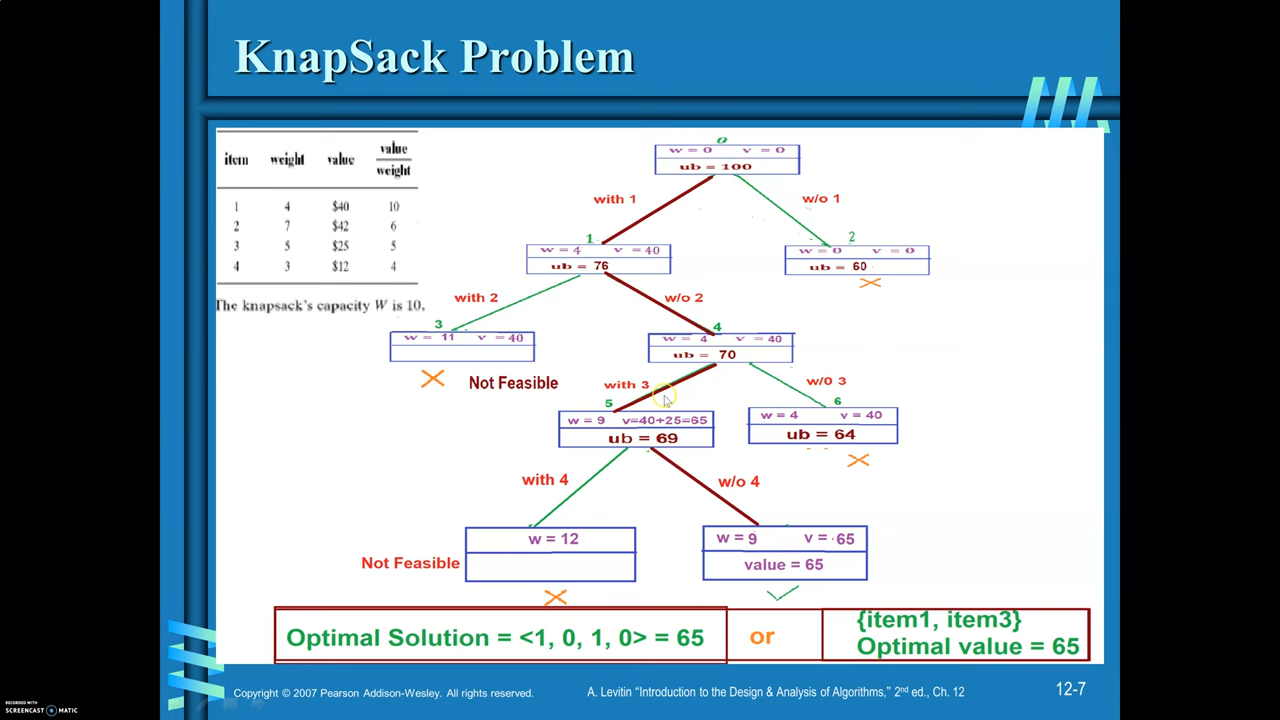 KnapSack Problem
item weight value value
weight
1 4 $40 10
2 7 $42 6
3 5 $25 5
4 3 $12 4
The knapsack's capacity W is 10.
0
w = 0 v = 0
ub = 100
with 1
w/o 1
1
w = 4 v = 40
ub = 76
2
w = 0 v = 0
ub = 60
with 2
w/o 2
3
w = 11 v = 40
Not Feasible
4
w = 4 v = 40
ub = 70
with 3
w/0 3
5
w = 9 v=40+25=65
ub = 69
6
w = 4 v = 40
ub = 64
with 4
w/o 4
w = 12
Not Feasible
w = 9 v = 65
value = 65
Optimal Solution = <1, 0, 1, 0> = 65
or
{item1, item3}
Optimal value = 65
Copyright © 2007 Pearson Addison-Wesley. All rights reserved.
A. Levitin "Introduction to the Design & Analysis of Algorithms," 2nd ed., Ch. 12
12-7
RECORDED WITH
SCREENCAST MATIC